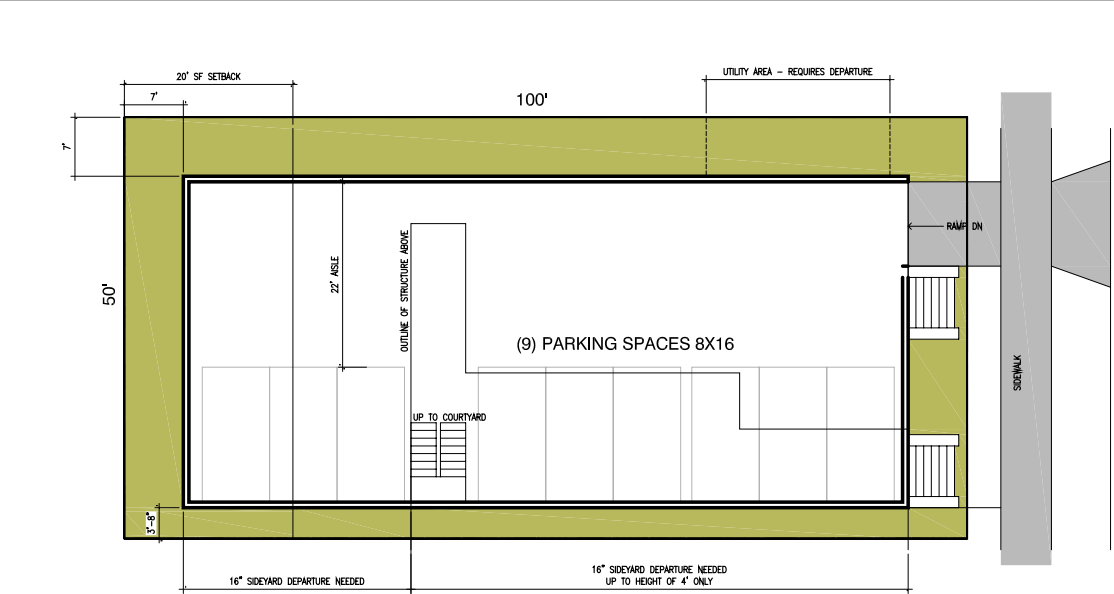 20' SF SETBACK
UTILITY AREA - REQUIRES DEPARTURE
7'
100'
7'
RAMP DN
22' AISLE
OUTLINE OF STRUCTURE ABOVE
50'
(9) PARKING SPACES 8X16
SIDEWALK
UP TO COURTYARD
3'-8"
16" SIDEYARD DEPARTURE NEEDED
16" SIDEYARD DEPARTURE NEEDED
UP TO HEIGHT OF 4' ONLY